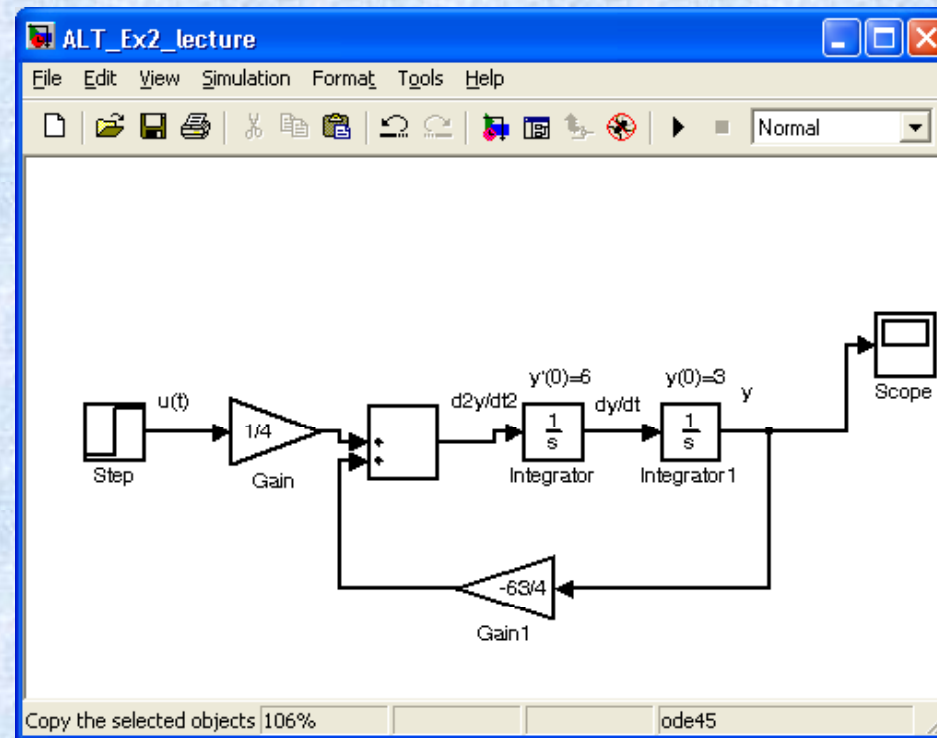 ALT_Ex2_lecture
File Edit View Simulation Format Tools Help
Normal
y'(0)=6 y(0)=3
u(t) d2y/dt2 dy/dt y
Scope
1/4 1/s 1/s
Step Gain Integrator Integrator1
-63/4
Gain1
Copy the selected objects 106% ode45